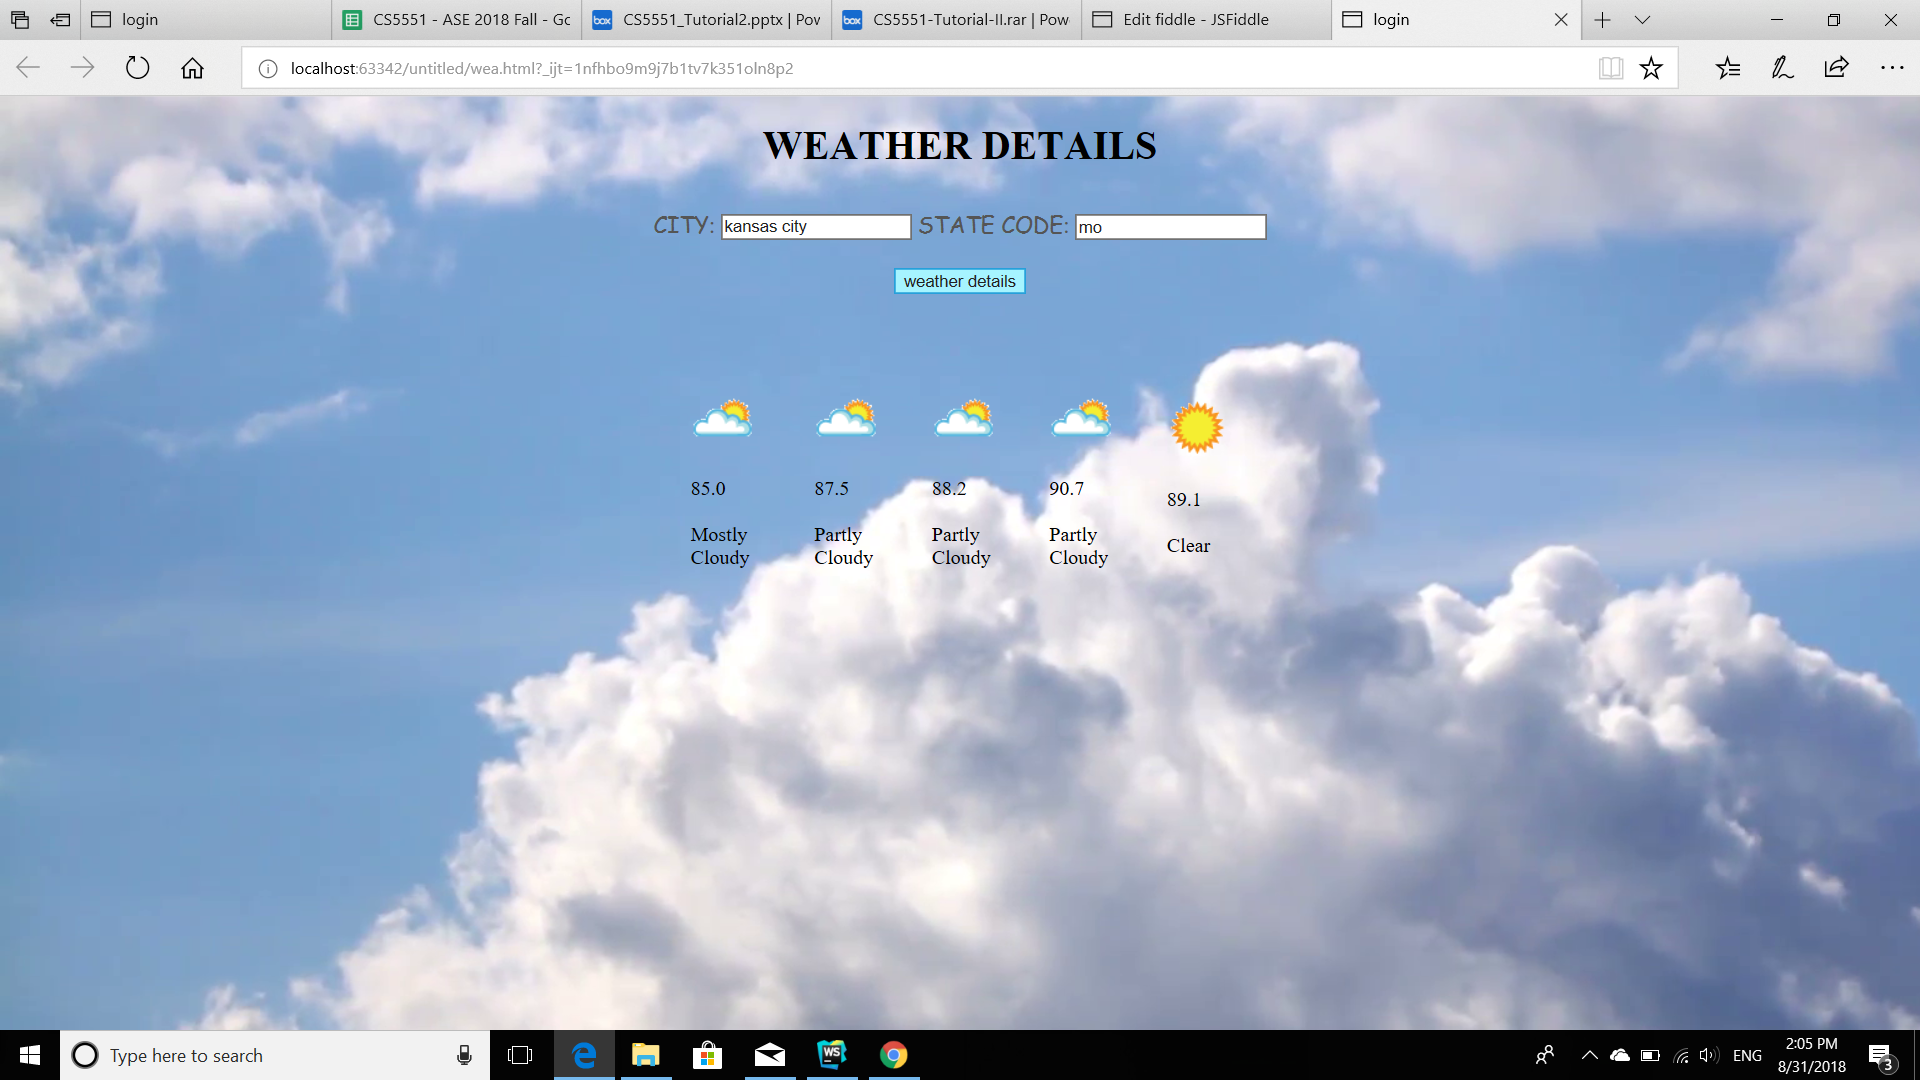 login
CS5551 - ASE 2018 Fall - Gc
CS5551_Tutorial2.pptx | Pov
CS5551-Tutorial-II.rar | Pow
Edit fiddle - JSFiddle
login
localhost:63342/untitled/wea.html?_ijt=1nfhbo9m9j7b1tv7k351oln8p2
WEATHER DETAILS
CITY: kansas city STATE CODE: mo
weather details
85.0 87.5 88.2 90.7 89.1
Mostly Partly Partly Partly Clear
Cloudy Cloudy Cloudy Cloudy
Type here to search
WS
ENG
2:05 PM
8/31/2018
3